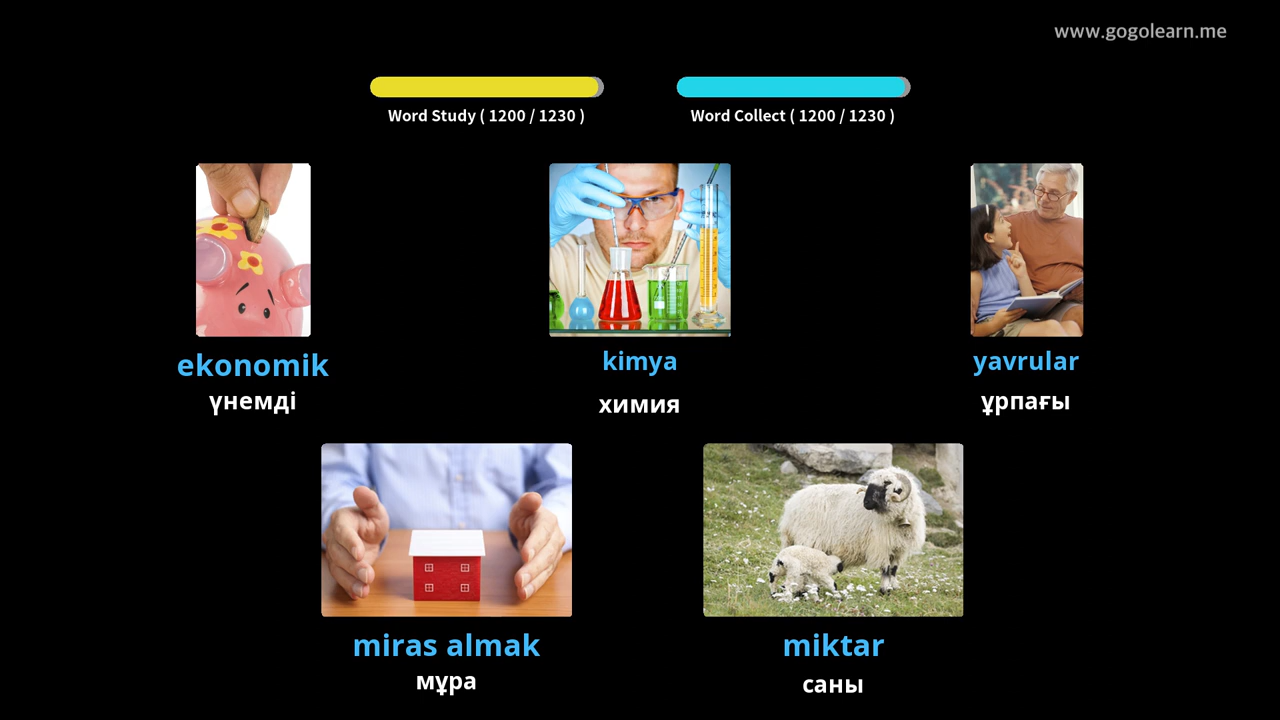 www.gogolearn.me
Word Study ( 1200 / 1230 )
Word Collect ( 1200 / 1230 )
ekonomik
үнемді
kimya
химия
yavrular
ұрпағы
miras almak
мұра
miktar
саны